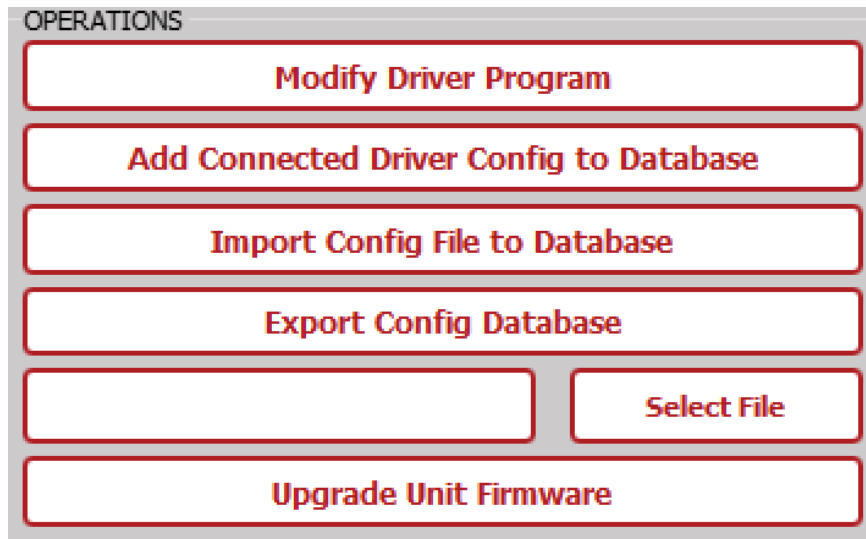 OPERATIONS
Modify Driver Program
Add Connected Driver Config to Database
Import Config File to Database
Export Config Database
Select File
Upgrade Unit Firmware